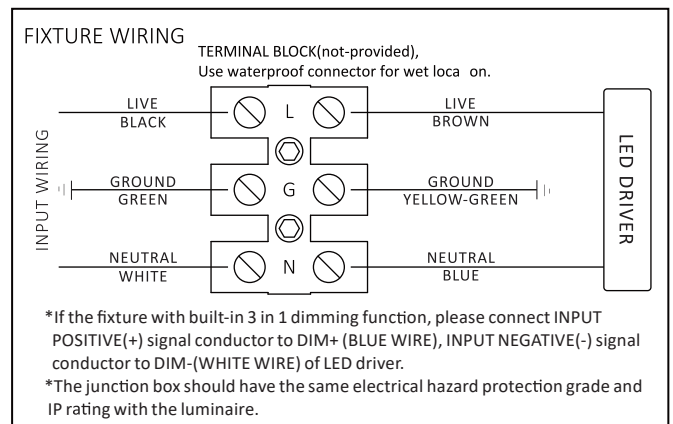 FIXTURE WIRING
TERMINAL BLOCK(not-provided),
Use waterproof connector for wet loca on.
INPUT WIRING
LIVE
BLACK
L
LIVE
BROWN
GROUND
GREEN
G
GROUND
YELLOW-GREEN
NEUTRAL
WHITE
N
NEUTRAL
BLUE
LED DRIVER
*If the fixture with built-in 3 in 1 dimming function, please connect INPUT
POSITIVE(+) signal conductor to DIM+ (BLUE WIRE), INPUT NEGATIVE(-) signal
conductor to DIM-(WHITE WIRE) of LED driver.
*The junction box should have the same electrical hazard protection grade and
IP rating with the luminaire.